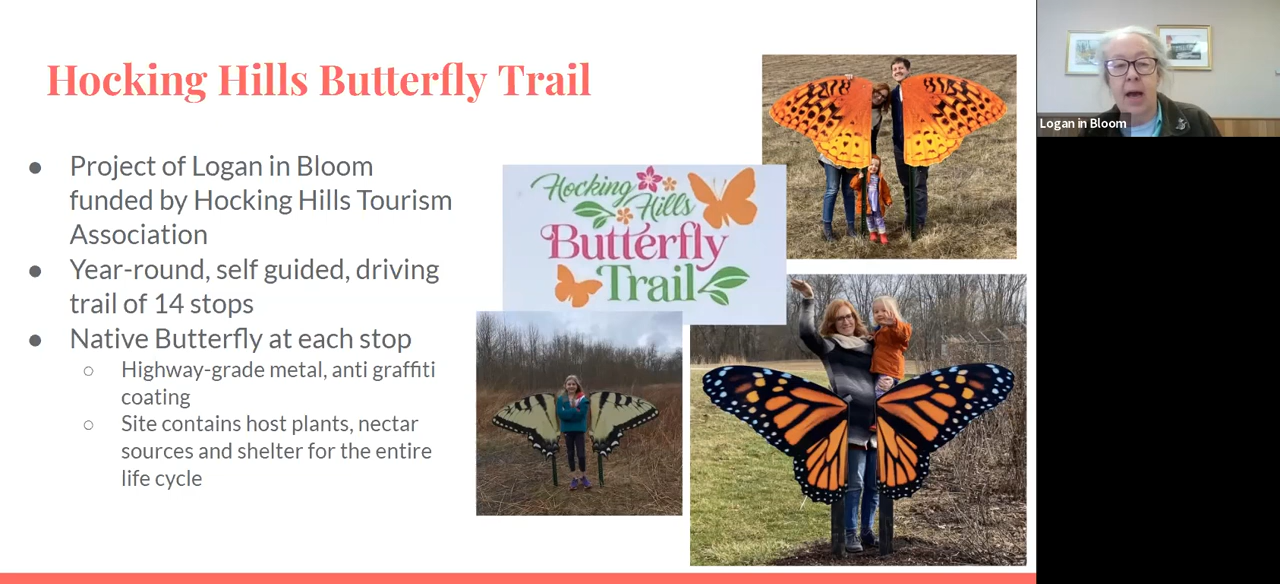 Hocking Hills Butterfly Trail
● Project of Logan in Bloom
funded by Hocking Hills Tourism
Association
● Year-round, self guided, driving
trail of 14 stops
● Native Butterfly at each stop
○ Highway-grade metal, anti graffiti
coating
○ Site contains host plants, nectar
sources and shelter for the entire
life cycle
Hocking
Hills
Butterfly
Trail
Logan in Bloom